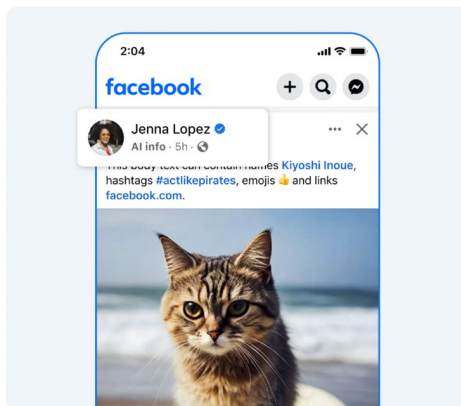 2:04
facebook
Jenna Lopez
AI info · 5h ·
This body text can contain names Kiyoshi Inoue,
hashtags #actlikepirates, emojis 👍 and links
facebook.com.